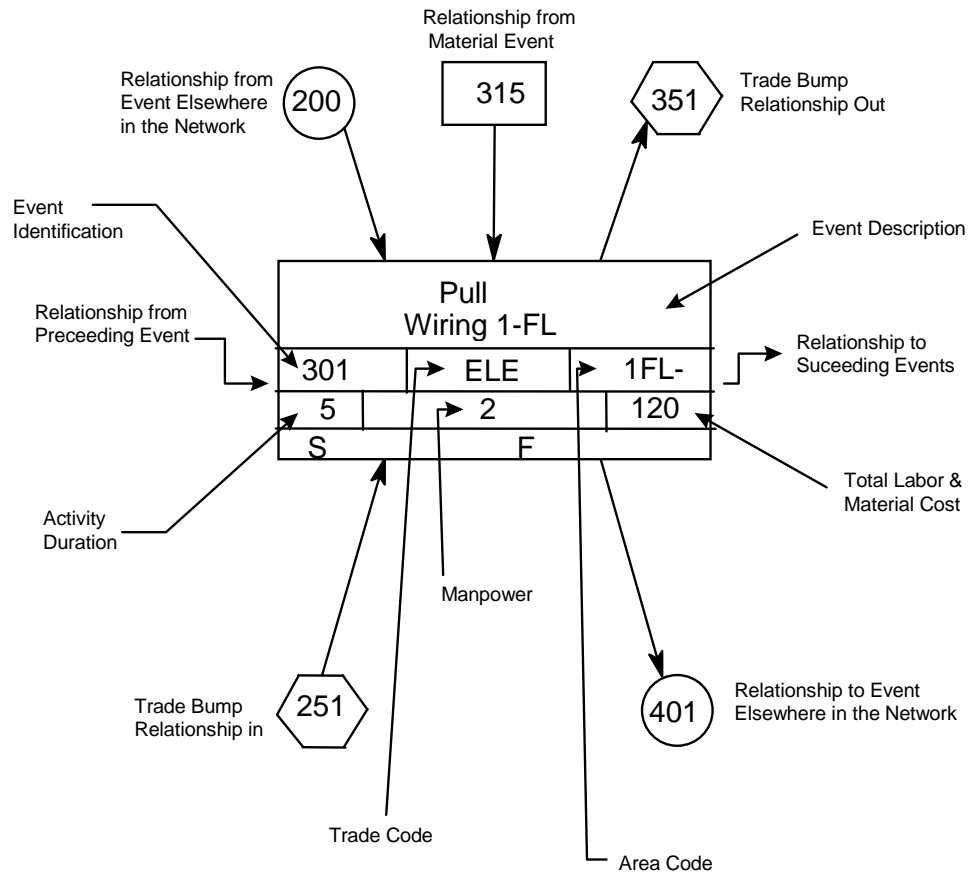 Relationship from
Material Event
Relationship from
Event Elsewhere
in the Network
200
315
351
Trade Bump
Relationship Out
Event
Identification
Event Description
Pull
Wiring 1-FL
Relationship from
Preceeding Event
Relationship to
Suceeding Events
301
ELE
1FL-
5
2
120
S
F
Total Labor &
Material Cost
Activity
Duration
Manpower
Trade Bump
Relationship in
251
401
Relationship to Event
Elsewhere in the Network
Trade Code
Area Code